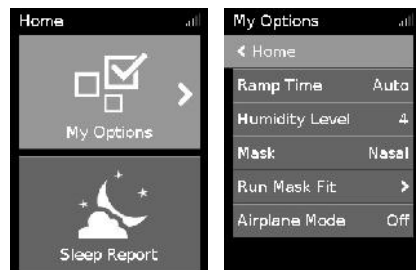 Home
My Options
Sleep Report
My Options
< Home
Ramp Time Auto
Humidity Level 4
Mask Nasal
Run Mask Fit >
Airplane Mode Off